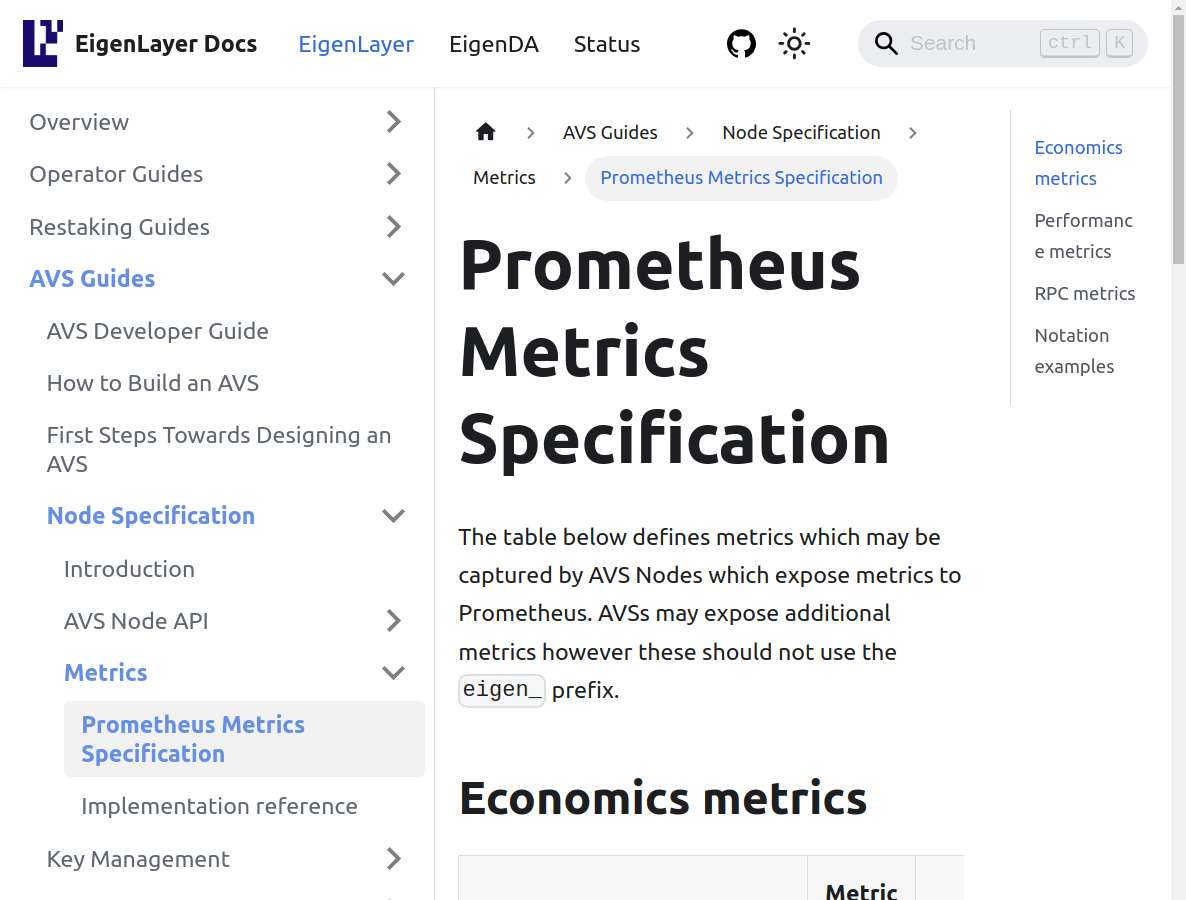 EigenLayer Docs
EigenLayer
EigenDA
Status
Search
ctrl K
Overview
Operator Guides
Restaking Guides
AVS Guides
AVS Developer Guide
How to Build an AVS
First Steps Towards Designing an
AVS
Node Specification
Introduction
AVS Node API
Metrics
Prometheus Metrics
Specification
Implementation reference
Key Management
AVS Guides
Node Specification
Metrics
Prometheus Metrics Specification
Prometheus
Metrics
Specification
The table below defines metrics which may be
captured by AVS Nodes which expose metrics to
Prometheus. AVSs may expose additional
metrics however these should not use the
eigen_ prefix.
Economics metrics
Metric
Economics
metrics
Performanc
e metrics
RPC metrics
Notation
examples